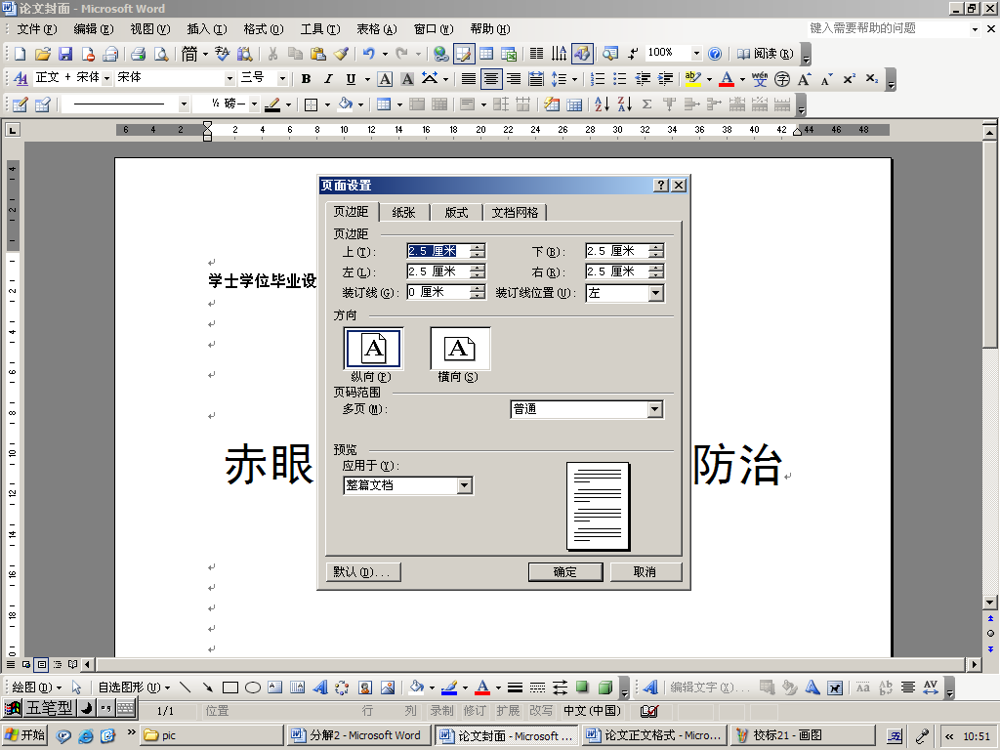 论文封面 - Microsoft Word
文件(F) 编辑(E) 视图(V) 插入(I) 格式(O) 工具(T) 表格(A) 窗口(W) 帮助(H) 键入需要帮助的问题
简 100% 阅读(R)
正文 + 宋体 宋体 三号 B I U A A A wén 字 A A x² X₂
½ 磅 A Z Z A Σ
L 6 4 2 2 4 6 8 10 12 14 16 18 20 22 24 26 28 30 32 34 36 38 40 42 44 46 48
页面设置
页边距 纸张 版式 文档网格
页边距
上(T): 2.5 厘米 下(B): 2.5 厘米
左(L): 2.5 厘米 右(R): 2.5 厘米
装订线(G): 0 厘米 装订线位置(U): 左
学士学位毕业设
方向
A A
纵向(P) 横向(S)
页码范围
多页(M): 普通
预览
应用于(Y):
整篇文档
赤眼 防治
默认(D)... 确定 取消
绘图(D) 自选图形(U) A A 编辑文字(X)... A Aa Ab AV
五笔型 1/1 位置 行 列 录制 修订 扩展 改写 中文(中国)
开始 pic 分解2 - Microsoft Word 论文封面 - Microsoft ... 论文正文格式 - Micro... 校标21 - 画图 五 10:51